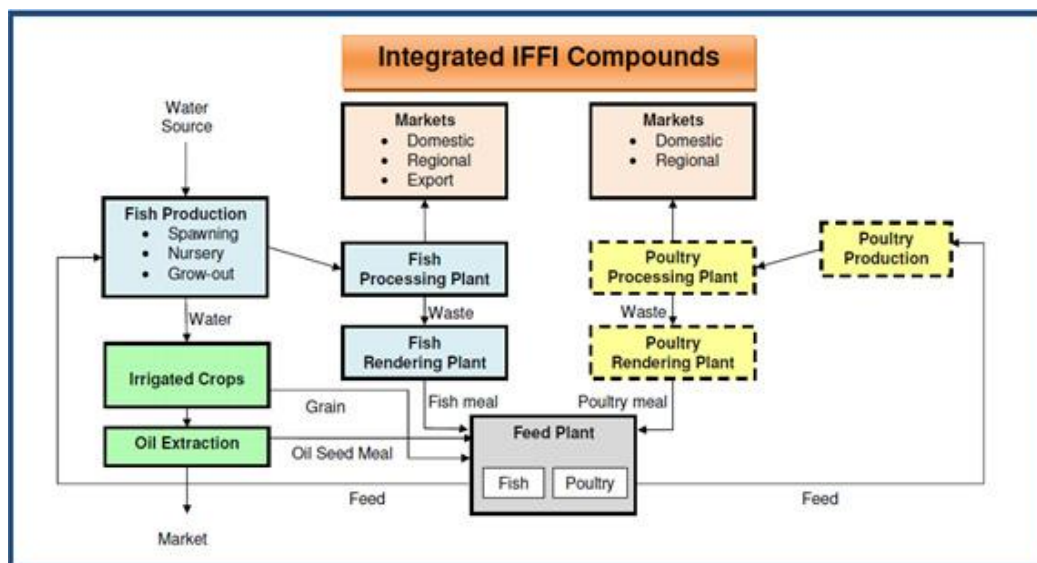 Integrated IFFI Compounds
Water
Source
Markets
• Domestic
• Regional
• Export
Markets
• Domestic
• Regional
Fish Production
• Spawning
• Nursery
• Grow-out
Fish
Processing Plant
Poultry
Processing Plant
Poultry
Production
Water
Waste
Waste
Irrigated Crops
Fish
Rendering Plant
Poultry
Rendering Plant
Grain
Fish meal
Poultry meal
Oil Extraction
Oil Seed Meal
Feed Plant
Fish
Poultry
Feed
Feed
Market